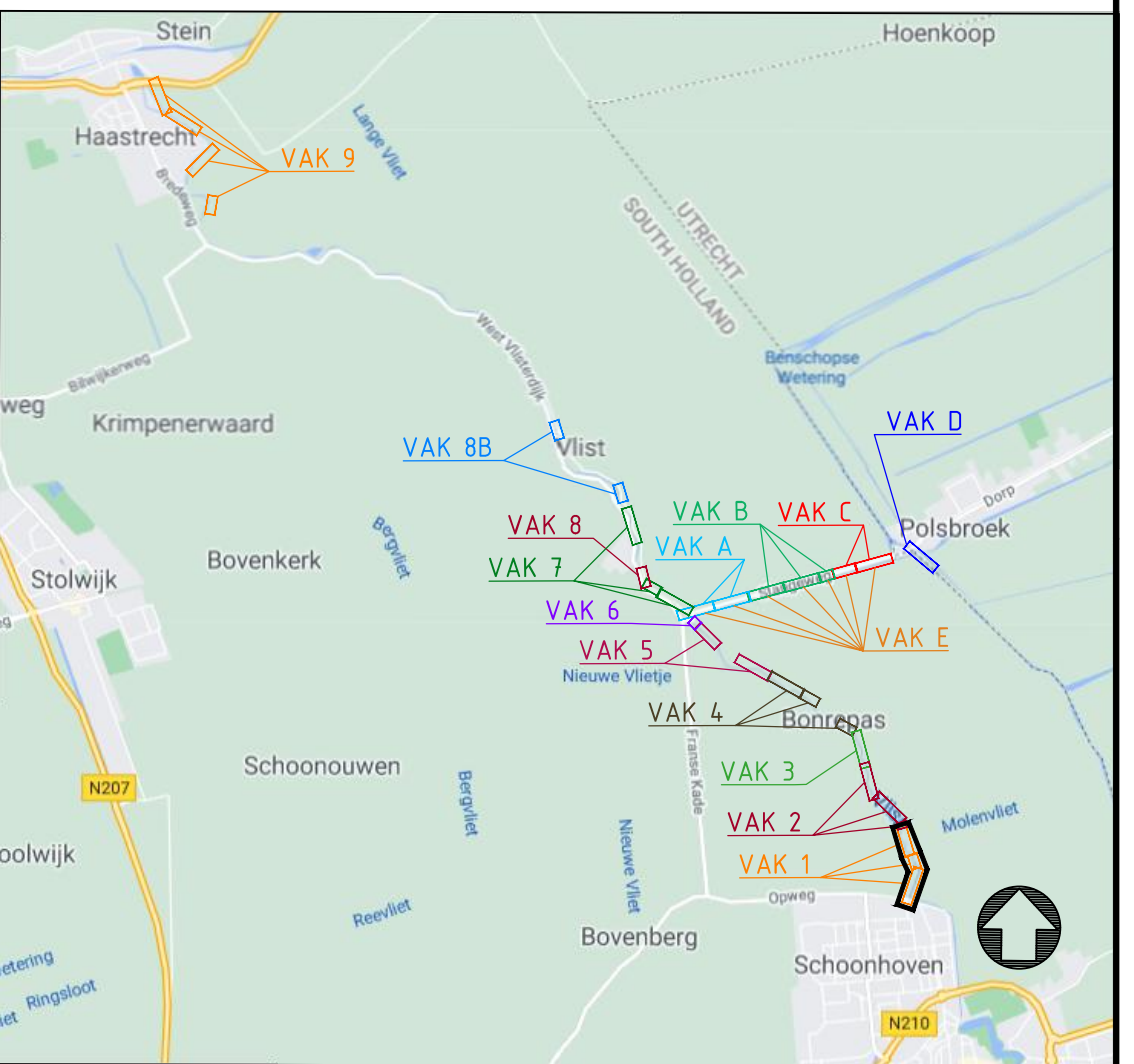 Stein
Hoenkoop
Haastrecht
VAK 9
Lange Vliet
Bredeweg
UTRECHT
SOUTH HOLLAND
West Vlisterdijk
Benschopse
Wetering
Bilwijkerweg
weg
Krimpenerwaard
VAK 8B
Vlist
VAK D
Dorp
Polsbroek
VAK B
VAK C
VAK 8
VAK A
Bergvliet
Bovenkerk
Stolwijk
VAK 7
Slangeweg
VAK 6
VAK E
VAK 5
Nieuwe Vlietje
VAK 4
Bonrepas
Franse Kade
Schoonouwen
VAK 3
N207
Bergvliet
VAK 2
Molenvliet
Nieuwe Vliet
oolwijk
VAK 1
Opweg
Reevliet
Bovenberg
Schoonhoven
etering
Ringsloot
iet
N210